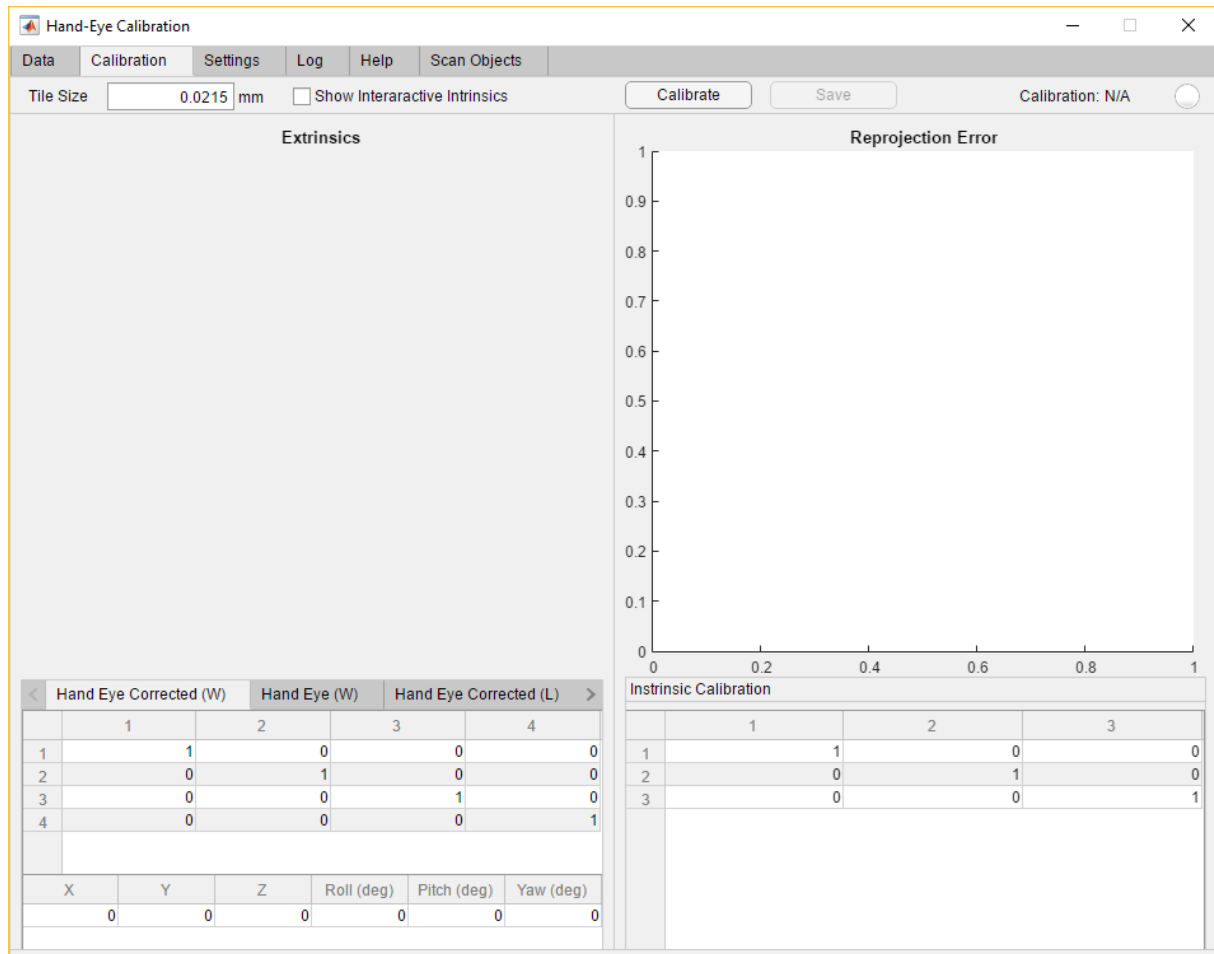 Hand-Eye Calibration
Data Calibration Settings Log Help Scan Objects
Tile Size 0.0215 mm Show Interaractive Intrinsics Calibrate Save Calibration: N/A
Extrinsics
Reprojection Error
1
0.9
0.8
0.7
0.6
0.5
0.4
0.3
0.2
0.1
0
0 0.2 0.4 0.6 0.8 1
Hand Eye Corrected (W) Hand Eye (W) Hand Eye Corrected (L)
1 2 3 4
1 1 0 0 0
2 0 1 0 0
3 0 0 1 0
4 0 0 0 1
X Y Z Roll (deg) Pitch (deg) Yaw (deg)
0 0 0 0 0 0
Instrinsic Calibration
1 2 3
1 1 0 0
2 0 1 0
3 0 0 1